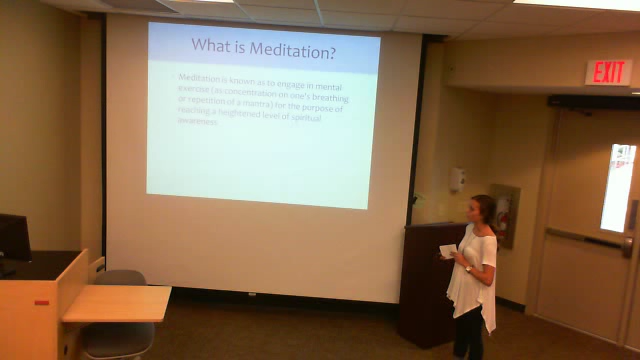 What is Meditation?
Meditation is known as to engage in mental
exercise (as concentration on one's breathing
or repetition of a mantra) for the purpose of
reaching a heightened level of spiritual
awareness
EXIT